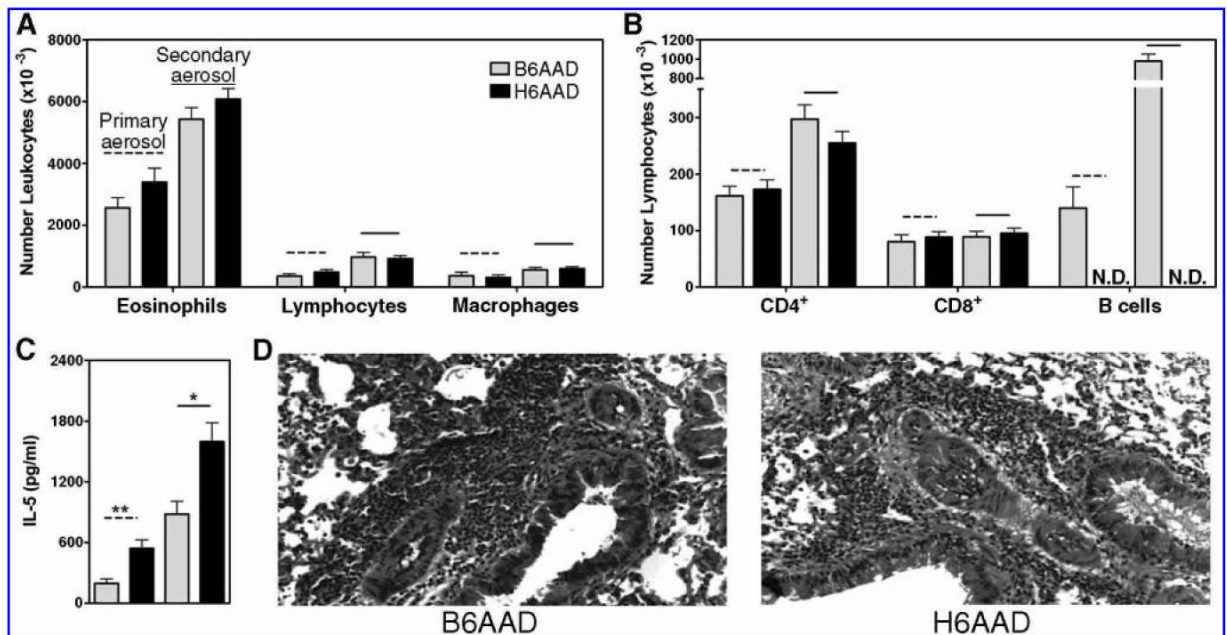 A
Number Leukocytes (x10 -3)
8000
6000
4000
2000
0
Primary
aerosol
Secondary
aerosol
B6AAD
H6AAD
Eosinophils
Lymphocytes
Macrophages
B
Number Lymphocytes (x10 -3)
1200
1000
800
300
200
100
0
N.D.
N.D.
CD4+
CD8+
B cells
C
IL-5 (pg/ml)
2400
1800
1200
600
0
**
*
D
B6AAD
H6AAD